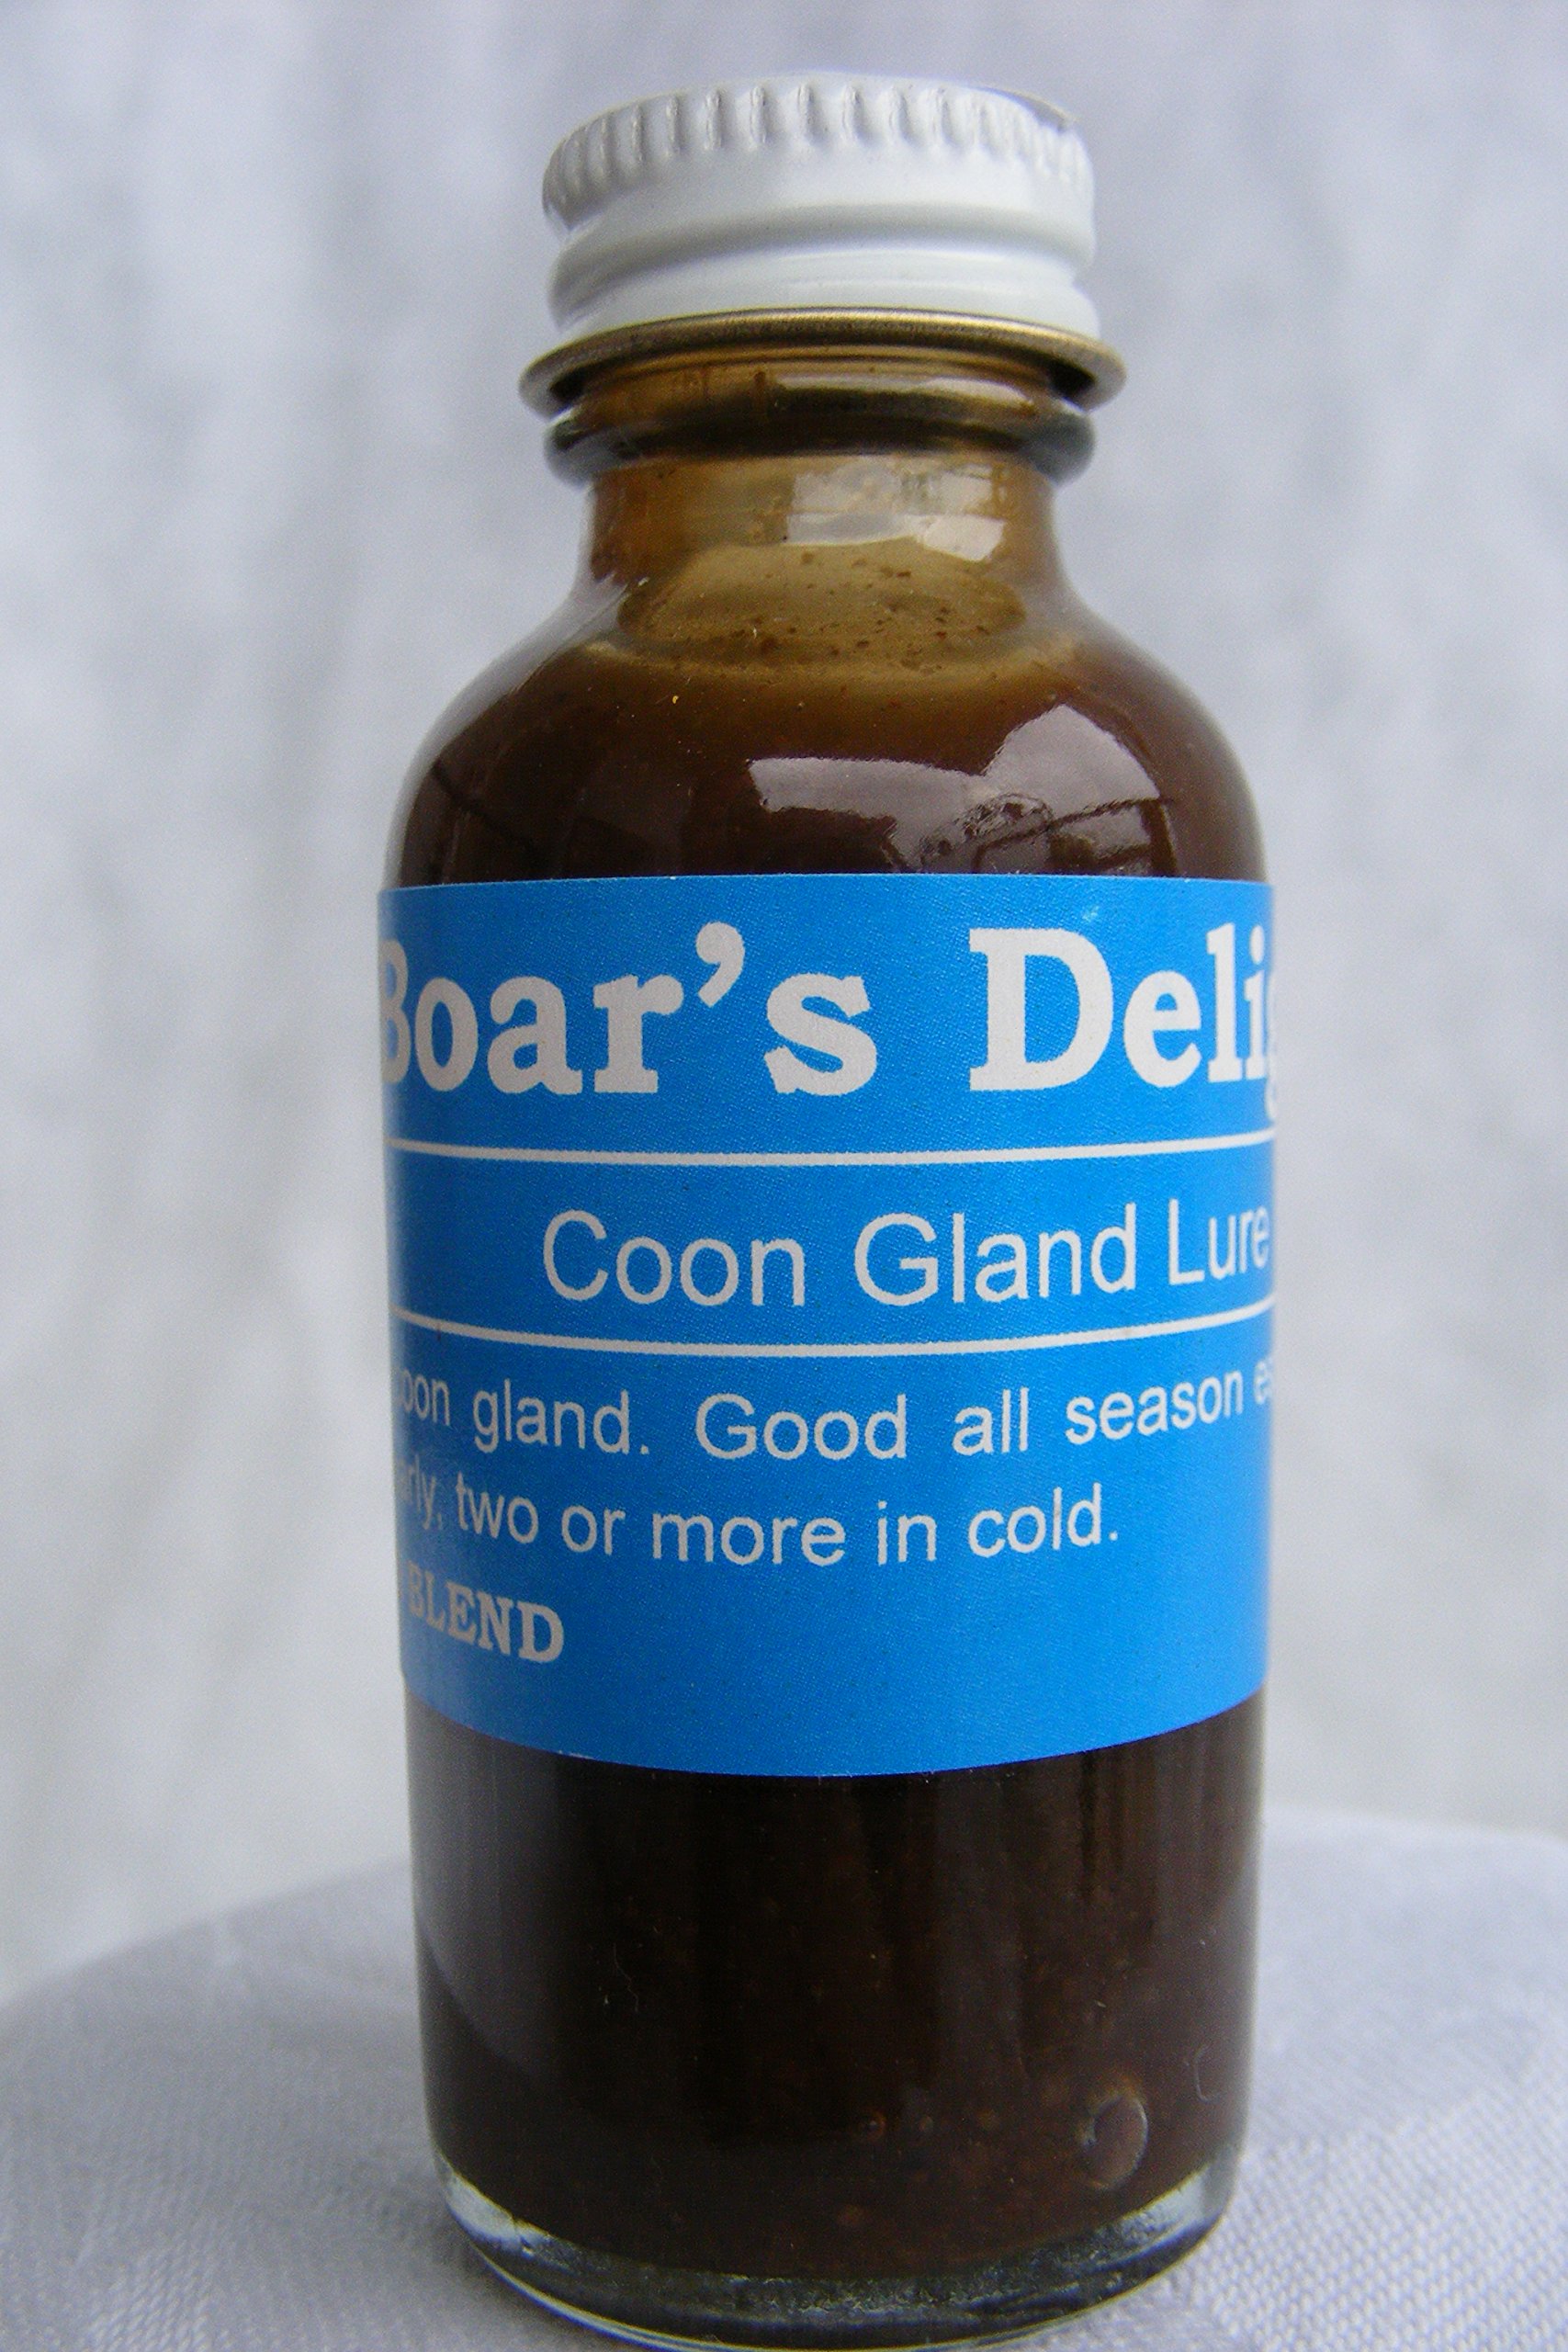 Boar's Delig
Coon Gland Lure
oon gland. Good all season
rly, two or more in cold.
BLEND